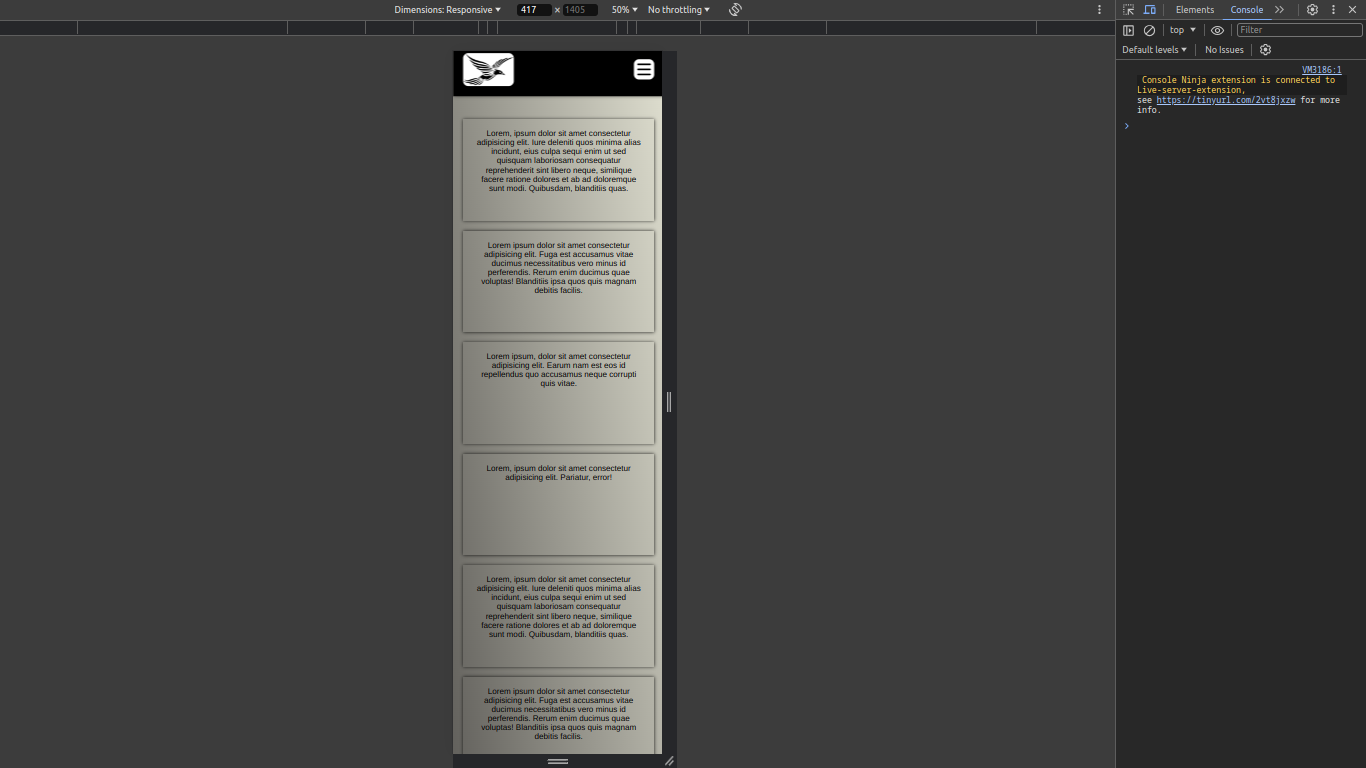 Dimensions: Responsive 417 × 1405 50% No throttling
Elements Console
top Filter
Default levels No Issues
VM3186:1
Console Ninja extension is connected to
Live-server-extension,
see https://tinyurl.com/2vt8jxzw for more
info.
Lorem, ipsum dolor sit amet consectetur
adipisicing elit. Iure deleniti quos minima alias
incidunt, eius culpa sequi enim ut sed
quisquam laboriosam consequatur
reprehenderit sint libero neque, similique
facere ratione dolores et ab ad doloremque
sunt modi. Quibusdam, blanditiis quas.
Lorem ipsum dolor sit amet consectetur
adipisicing elit. Fuga est accusamus vitae
ducimus necessitatibus vero minus id
perferendis. Rerum enim ducimus quae
voluptas! Blanditiis ipsa quos quis magnam
debitis facilis.
Lorem ipsum, dolor sit amet consectetur
adipisicing elit. Earum nam est eos id
repellendus quo accusamus neque corrupti
quis vitae.
Lorem, ipsum dolor sit amet consectetur
adipisicing elit. Pariatur, error!
Lorem, ipsum dolor sit amet consectetur
adipisicing elit. Iure deleniti quos minima alias
incidunt, eius culpa sequi enim ut sed
quisquam laboriosam consequatur
reprehenderit sint libero neque, similique
facere ratione dolores et ab ad doloremque
sunt modi. Quibusdam, blanditiis quas.
Lorem ipsum dolor sit amet consectetur
adipisicing elit. Fuga est accusamus vitae
ducimus necessitatibus vero minus id
perferendis. Rerum enim ducimus quae
voluptas! Blanditiis ipsa quos quis magnam
debitis facilis.